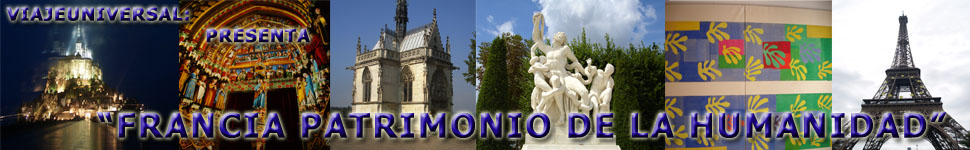 VIAJEUNIVERSAL:
PRESENTA
“FRANCIA PATRIMONIO DE LA HUMANIDAD“